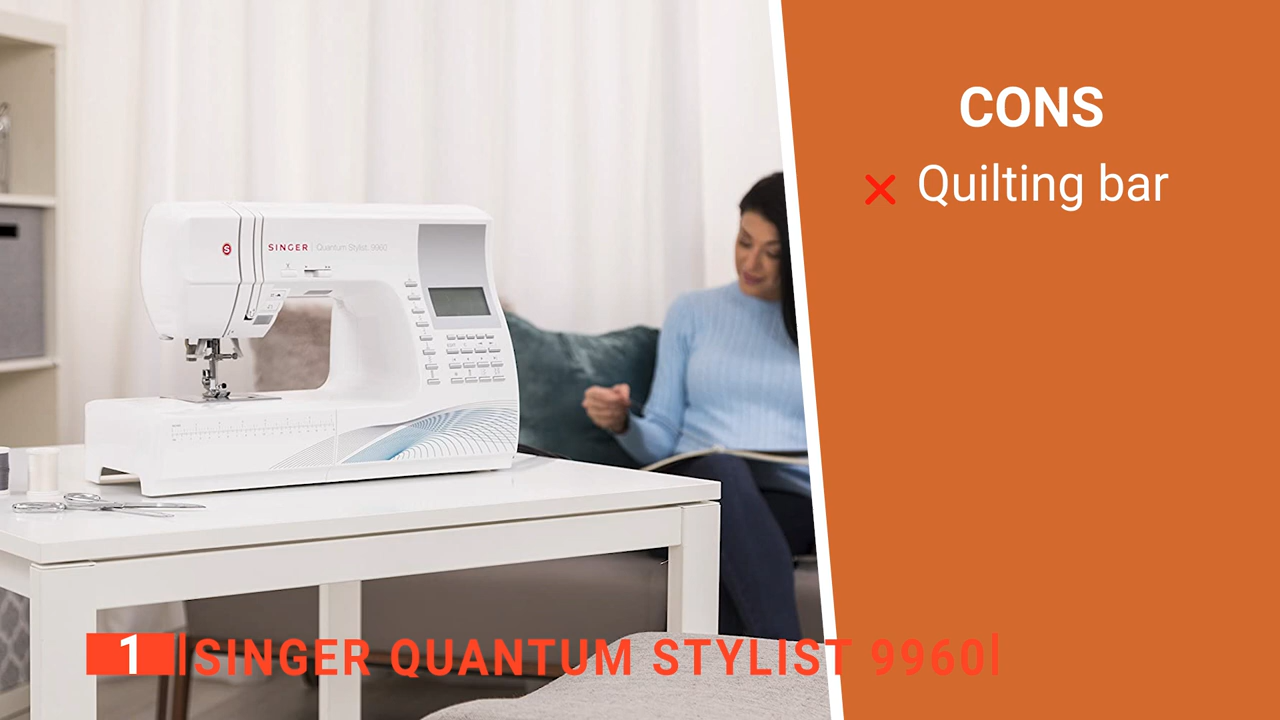 CONS
Quilting bar
S
SINGER Quantum Stylist 9960
1 SINGER QUANTUM STYLIST 9960